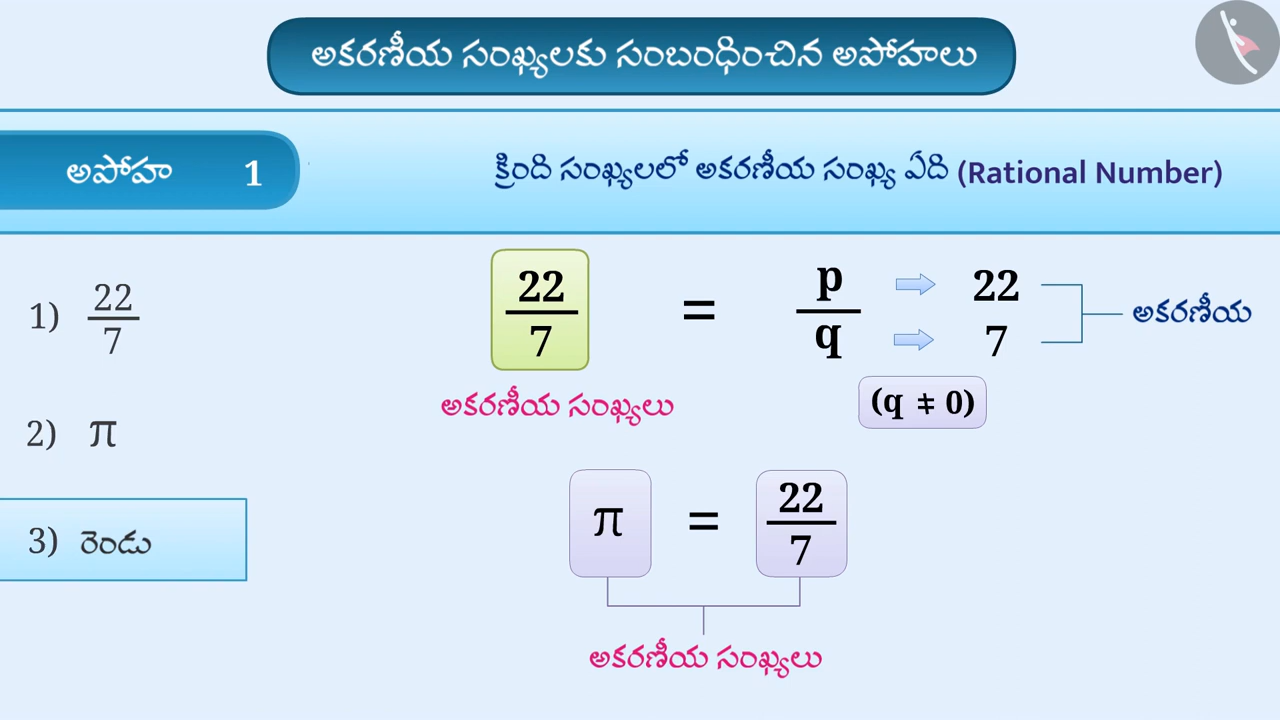 అకరణీయ సంఖ్యలకు సంబంధించిన అపోహలు
అపోహ 1
క్రింది సంఖ్యలలో అకరణీయ సంఖ్య ఏది (Rational Number)
1) 22/7
2) π
3) రెండు
22/7 = p/q
22
7
అకరణీయ
అకరణీయ సంఖ్యలు
(q ≠ 0)
π = 22/7
అకరణీయ సంఖ్యలు